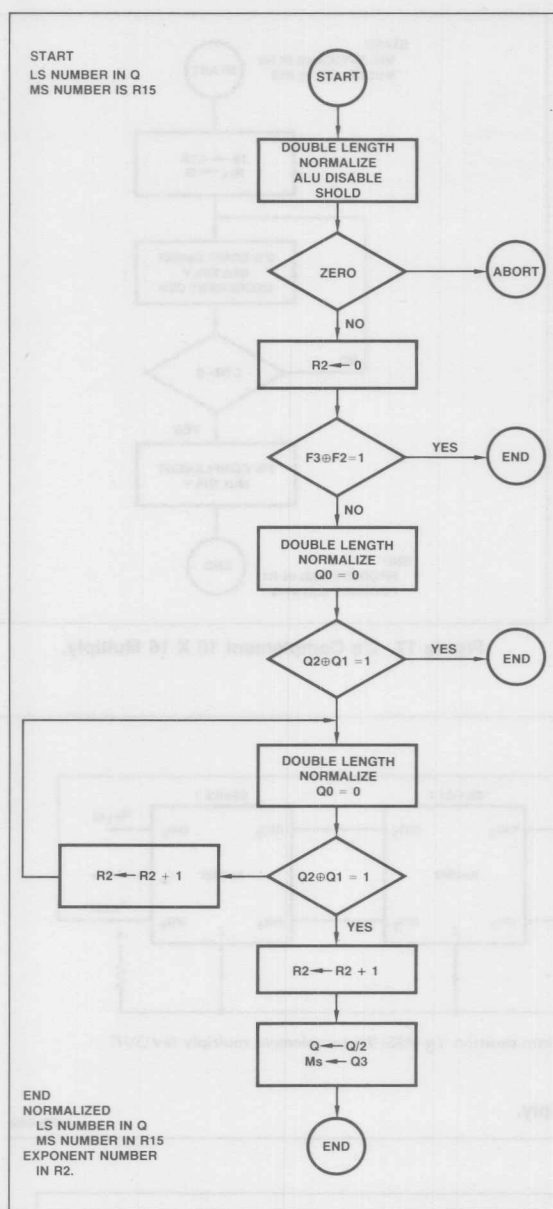 START
LS NUMBER IN Q
MS NUMBER IS R15
START
DOUBLE LENGTH
NORMALIZE
ALU DISABLE
SHOLD
ZERO
ABORT
NO
R2←0
F3⊕F2=1
YES
END
NO
DOUBLE LENGTH
NORMALIZE
Q0 = 0
Q2⊕Q1 = 1
YES
END
DOUBLE LENGTH
NORMALIZE
Q0 = 0
R2←R2 + 1
Q2⊕Q1 = 1
YES
R2←R2 + 1
Q←Q/2
Ms←Q3
END
END
NORMALIZED
LS NUMBER IN Q
MS NUMBER IN R15
EXPONENT NUMBER
IN R2.